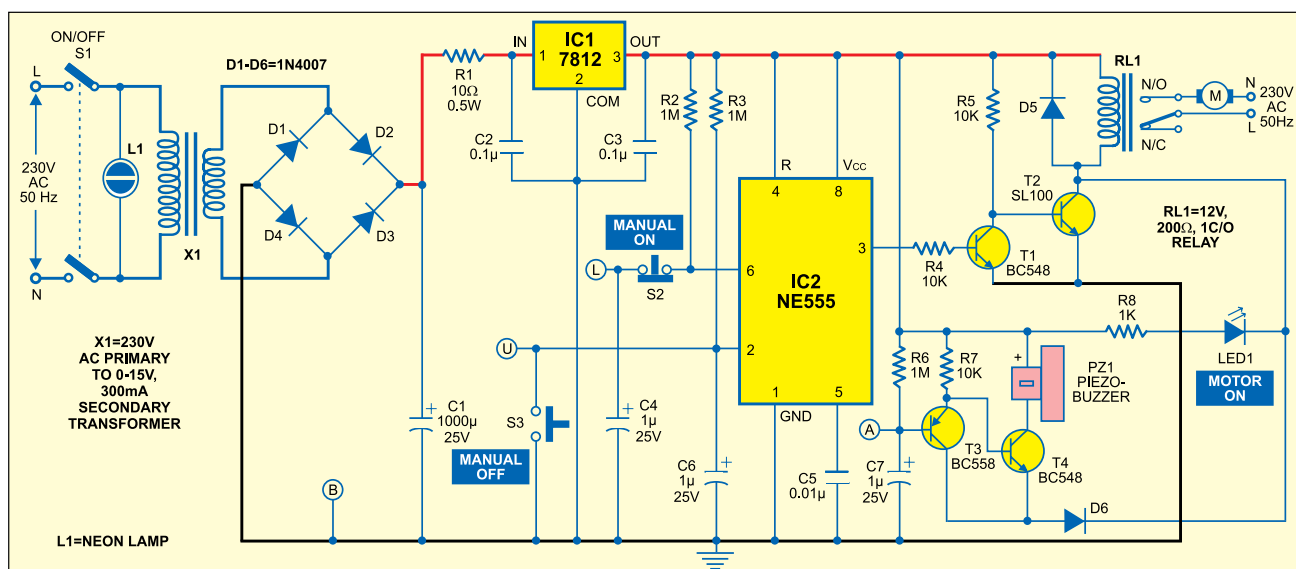 ON/OFF
S1
L
230V
AC
50 Hz
N
L1
X1
D1-D6=1N4007
D1
D2
D4
D3
R1
10Ω
0.5W
IN
IC1
7812
OUT
1
2
3
COM
C2
0.1µ
C3
0.1µ
R2
1M
R3
1M
R
VCC
4
8
R5
10K
D5
RL1
N/O
N/C
M
N
230V
AC
50Hz
L
T2
SL100
RL1=12V,
200Ω, 1C/O
RELAY
MANUAL
ON
L
S2
6
IC2
NE555
3
R4
10K
T1
BC548
U
2
1
5
GND
R6
1M
R7
10K
R8
1K
LED1
MOTOR
ON
+
PZ1
PIEZO-
BUZZER
X1=230V
AC PRIMARY
TO 0-15V,
300mA
SECONDARY
TRANSFORMER
+
C1
1000µ
25V
S3
MANUAL
OFF
+
C4
1µ
25V
A
T3
BC558
T4
BC548
+
C6
1µ
25V
C5
0.01µ
+
C7
1µ
25V
D6
B
L1=NEON LAMP